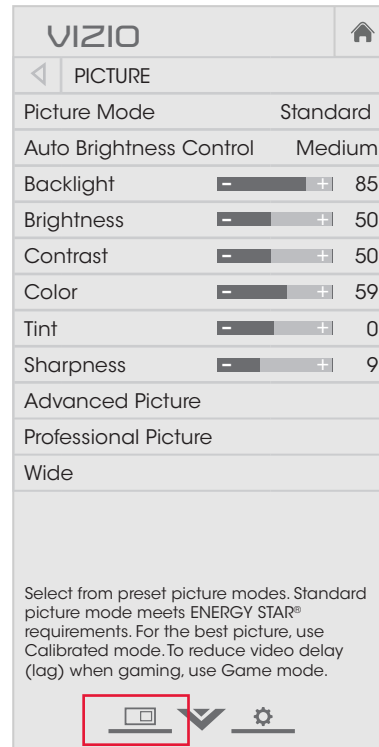 VIZIO
PICTURE
Picture Mode Standard
Auto Brightness Control Medium
Backlight - + 85
Brightness - + 50
Contrast - + 50
Color - + 59
Tint - + 0
Sharpness - + 9
Advanced Picture
Professional Picture
Wide
Select from preset picture modes. Standard
picture mode meets ENERGY STAR®
requirements. For the best picture, use
Calibrated mode. To reduce video delay
(lag) when gaming, use Game mode.